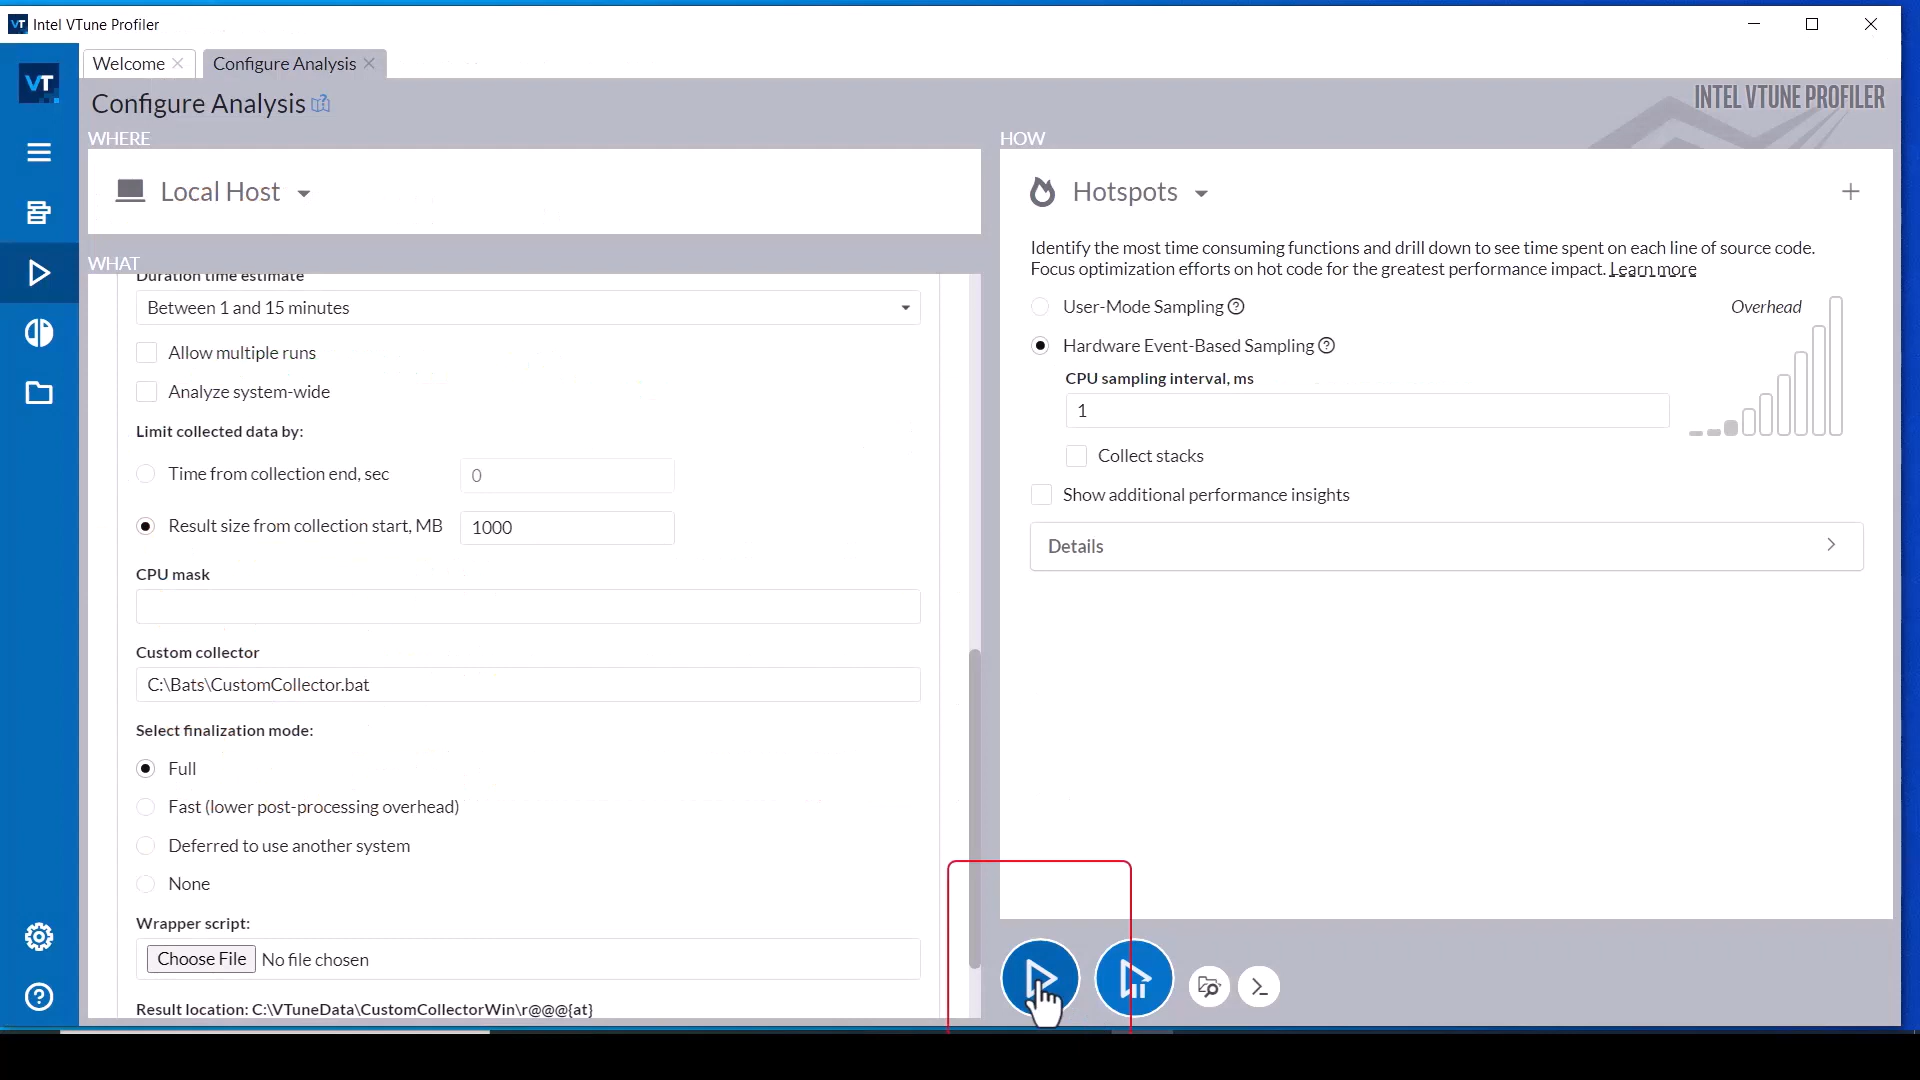 VT Intel VTune Profiler
VT
Welcome
Configure Analysis
Configure Analysis
INTEL VTUNE PROFILER
WHERE
Local Host
WHAT
Duration time estimate
Between 1 and 15 minutes
Allow multiple runs
Analyze system-wide
Limit collected data by:
Time from collection end, sec 0
Result size from collection start, MB 1000
CPU mask
Custom collector
C:\Bats\CustomCollector.bat
Select finalization mode:
Full
Fast (lower post-processing overhead)
Deferred to use another system
None
Wrapper script:
Choose File No file chosen
Result location: C:\VTuneData\CustomCollectorWin\r@@@{at}
HOW
Hotspots
Identify the most time consuming functions and drill down to see time spent on each line of source code.
Focus optimization efforts on hot code for the greatest performance impact. Learn more
User-Mode Sampling
Overhead
Hardware Event-Based Sampling
CPU sampling interval, ms
1
Collect stacks
Show additional performance insights
Details